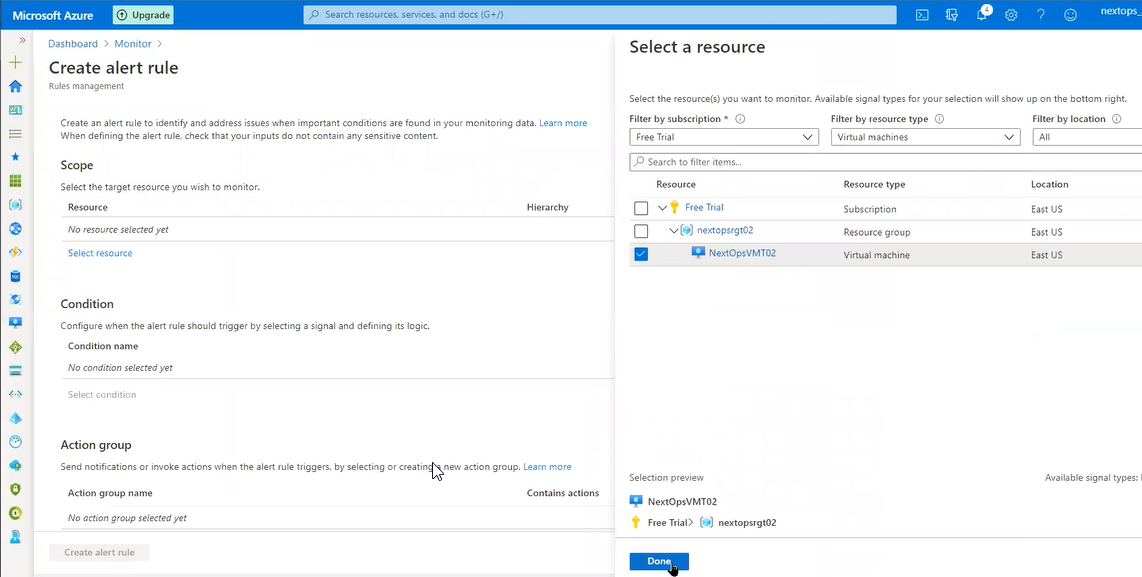 Microsoft Azure
Upgrade
Search resources, services, and docs (G+/)
4
nextops_
Dashboard > Monitor >
Create alert rule
Rules management
Create an alert rule to identify and address issues when important conditions are found in your monitoring data. Learn more
When defining the alert rule, check that your inputs do not contain any sensitive content.
Scope
Select the target resource you wish to monitor.
Resource Hierarchy
No resource selected yet
Select resource
Condition
Configure when the alert rule should trigger by selecting a signal and defining its logic.
Condition name
No condition selected yet
Select condition
Action group
Send notifications or invoke actions when the alert rule triggers, by selecting or creating a new action group. Learn more
Action group name Contains actions
No action group selected yet
Create alert rule
Select a resource
Select the resource(s) you want to monitor. Available signal types for your selection will show up on the bottom right.
Filter by subscription * Filter by resource type Filter by location
Free Trial Virtual machines All
Search to filter items...
Resource Resource type Location
Free Trial Subscription East US
nextopsrgt02 Resource group East US
NextOpsVMT02 Virtual machine East US
Selection preview Available signal types:
NextOpsVMT02
Free Trial > nextopsrgt02
Done